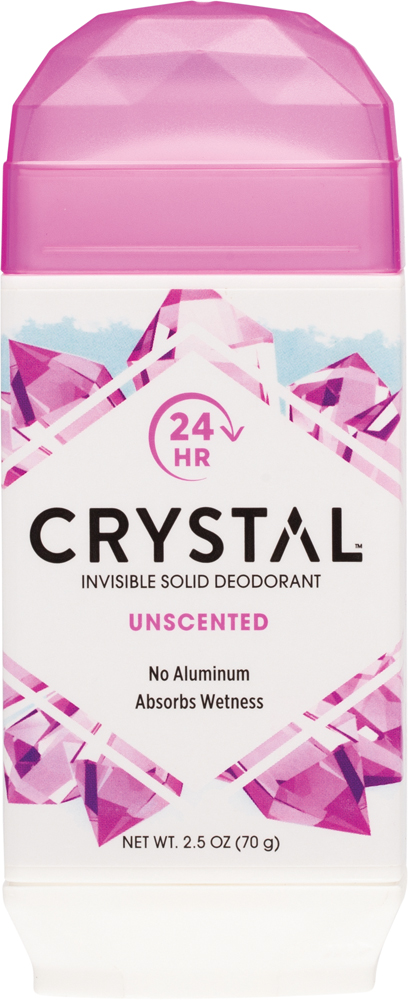 24
HR
CRYSTAL™
INVISIBLE SOLID DEODORANT
UNSCENTED
No Aluminum
Absorbs Wetness
NET WT. 2.5 OZ (70 g)